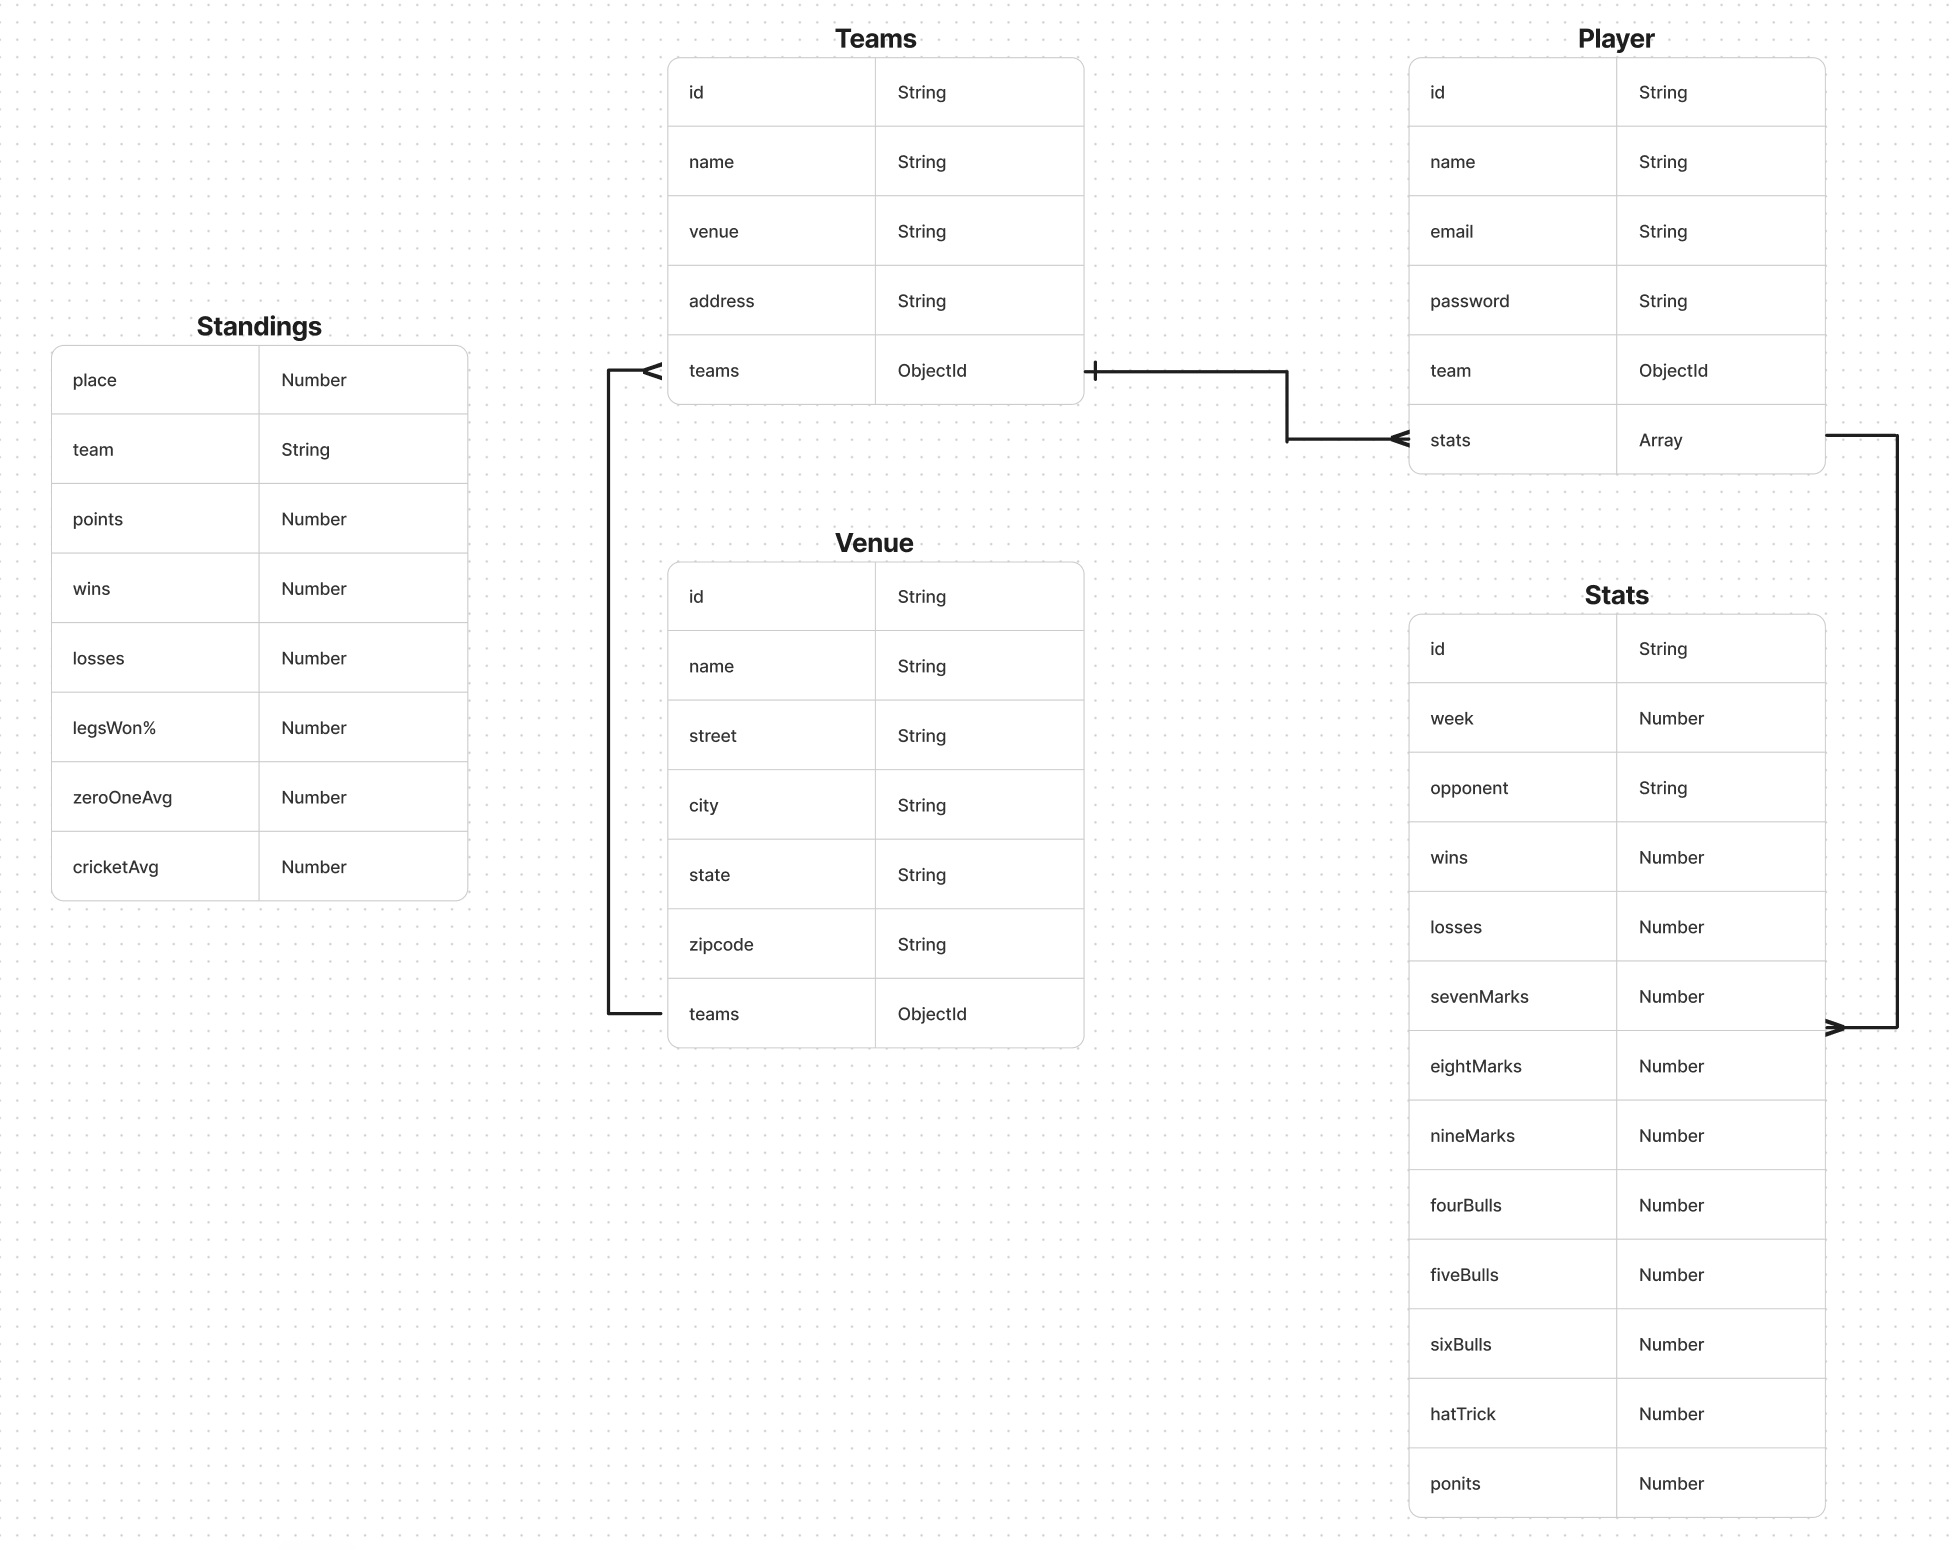 Standings
place Number
team String
points Number
wins Number
losses Number
legsWon% Number
zeroOneAvg Number
cricketAvg Number
Teams
id String
name String
venue String
address String
teams ObjectId
Venue
id String
name String
street String
city String
state String
zipcode String
teams ObjectId
Player
id String
name String
email String
password String
team ObjectId
stats Array
Stats
id String
week Number
opponent String
wins Number
losses Number
sevenMarks Number
eightMarks Number
nineMarks Number
fourBulls Number
fiveBulls Number
sixBulls Number
hatTrick Number
ponits Number